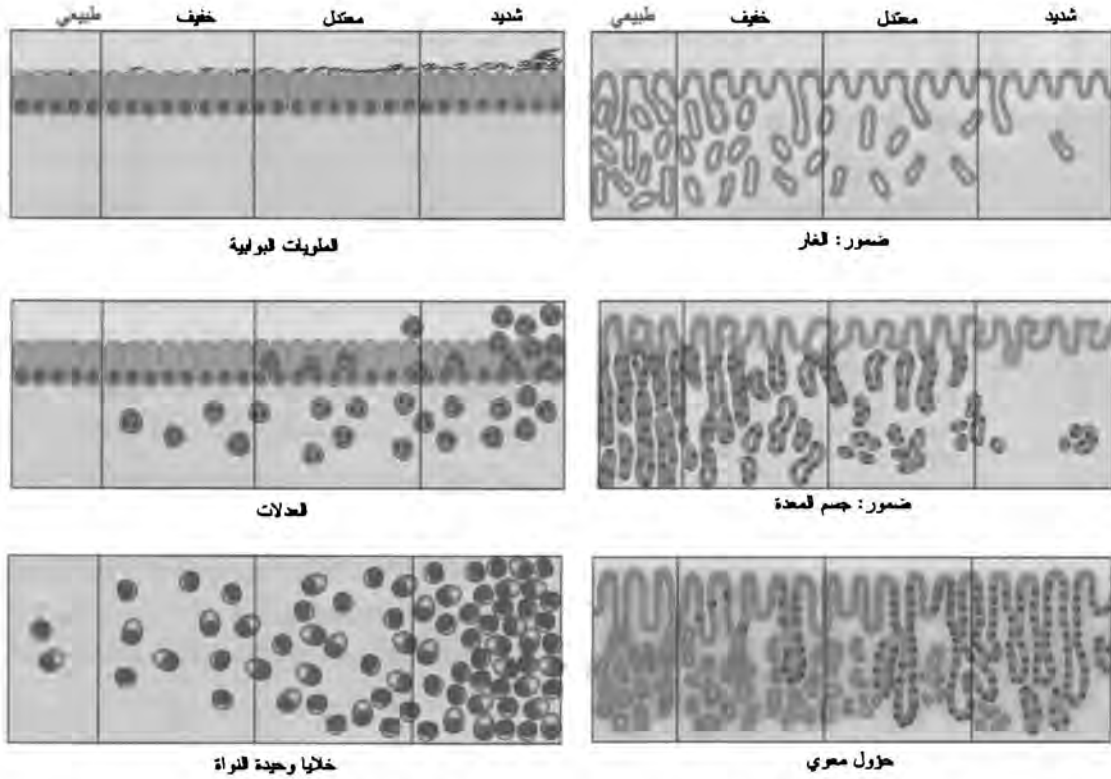 طبيعي خفيف معتدل شديد
طبيعي خفيف معتدل شديد
الملويات البوابية
ضمور: الغار
العدلات
ضمور: جسم المعدة
خلايا وحيدة النواة
حؤول معوي